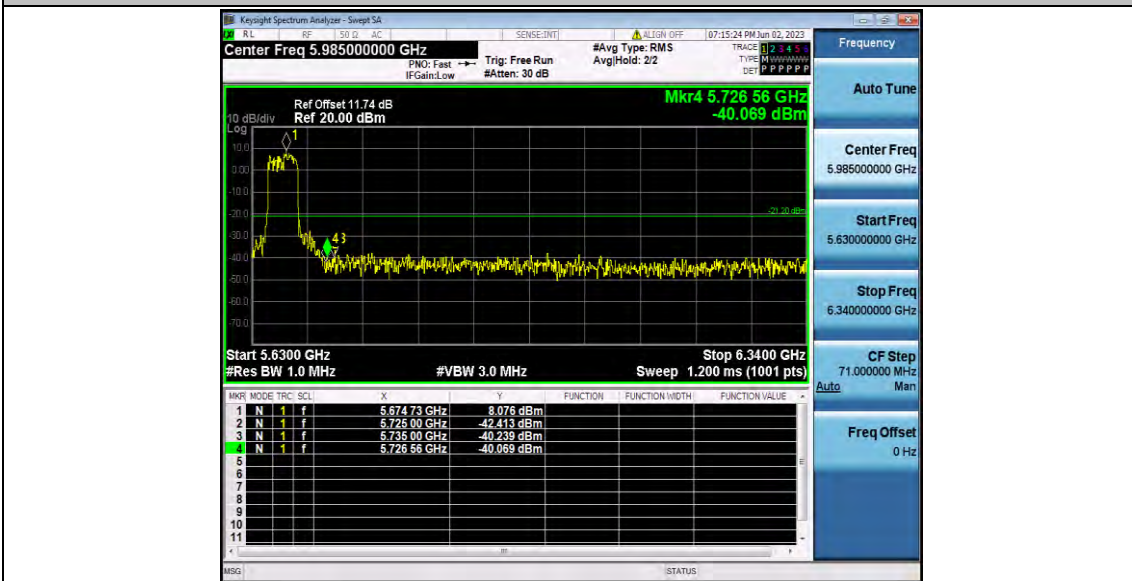 Keysight Spectrum Analyzer - Swept SA
RL RF 50 Ω AC SENSE:INT ALIGN OFF 07:15:24 PM Jun 02, 2023
Center Freq 5.985000000 GHz #Avg Type: RMS TRACE 1 2 3 4 5 6
PNO: Fast Trig: Free Run Avg|Hold: 2/2 TYPE M W W W W W
IFGain:Low #Atten: 30 dB DET P P P P P P
Frequency
Auto Tune
Center Freq
5.985000000 GHz
Start Freq
5.630000000 GHz
Stop Freq
6.340000000 GHz
CF Step
71.000000 MHz
Auto Man
Freq Offset
0 Hz
Mkr4 5.726 56 GHz
-40.069 dBm
Ref Offset 11.74 dB
10 dB/div Ref 20.00 dBm
Log
10.0
0.00
-10.0
-20.0
-30.0
-40.0
-50.0
-60.0
-70.0
1
-21.20 dBm
43
Start 5.6300 GHz Stop 6.3400 GHz
#Res BW 1.0 MHz #VBW 3.0 MHz Sweep 1.200 ms (1001 pts)
MKR MODE TRC SCL X Y FUNCTION FUNCTION WIDTH FUNCTION VALUE
1 N 1 f 5.674 73 GHz 8.076 dBm
2 N 1 f 5.725 00 GHz -42.413 dBm
3 N 1 f 5.735 00 GHz -40.239 dBm
4 N 1 f 5.726 56 GHz -40.069 dBm
5
6
7
8
9
10
11
MSG STATUS